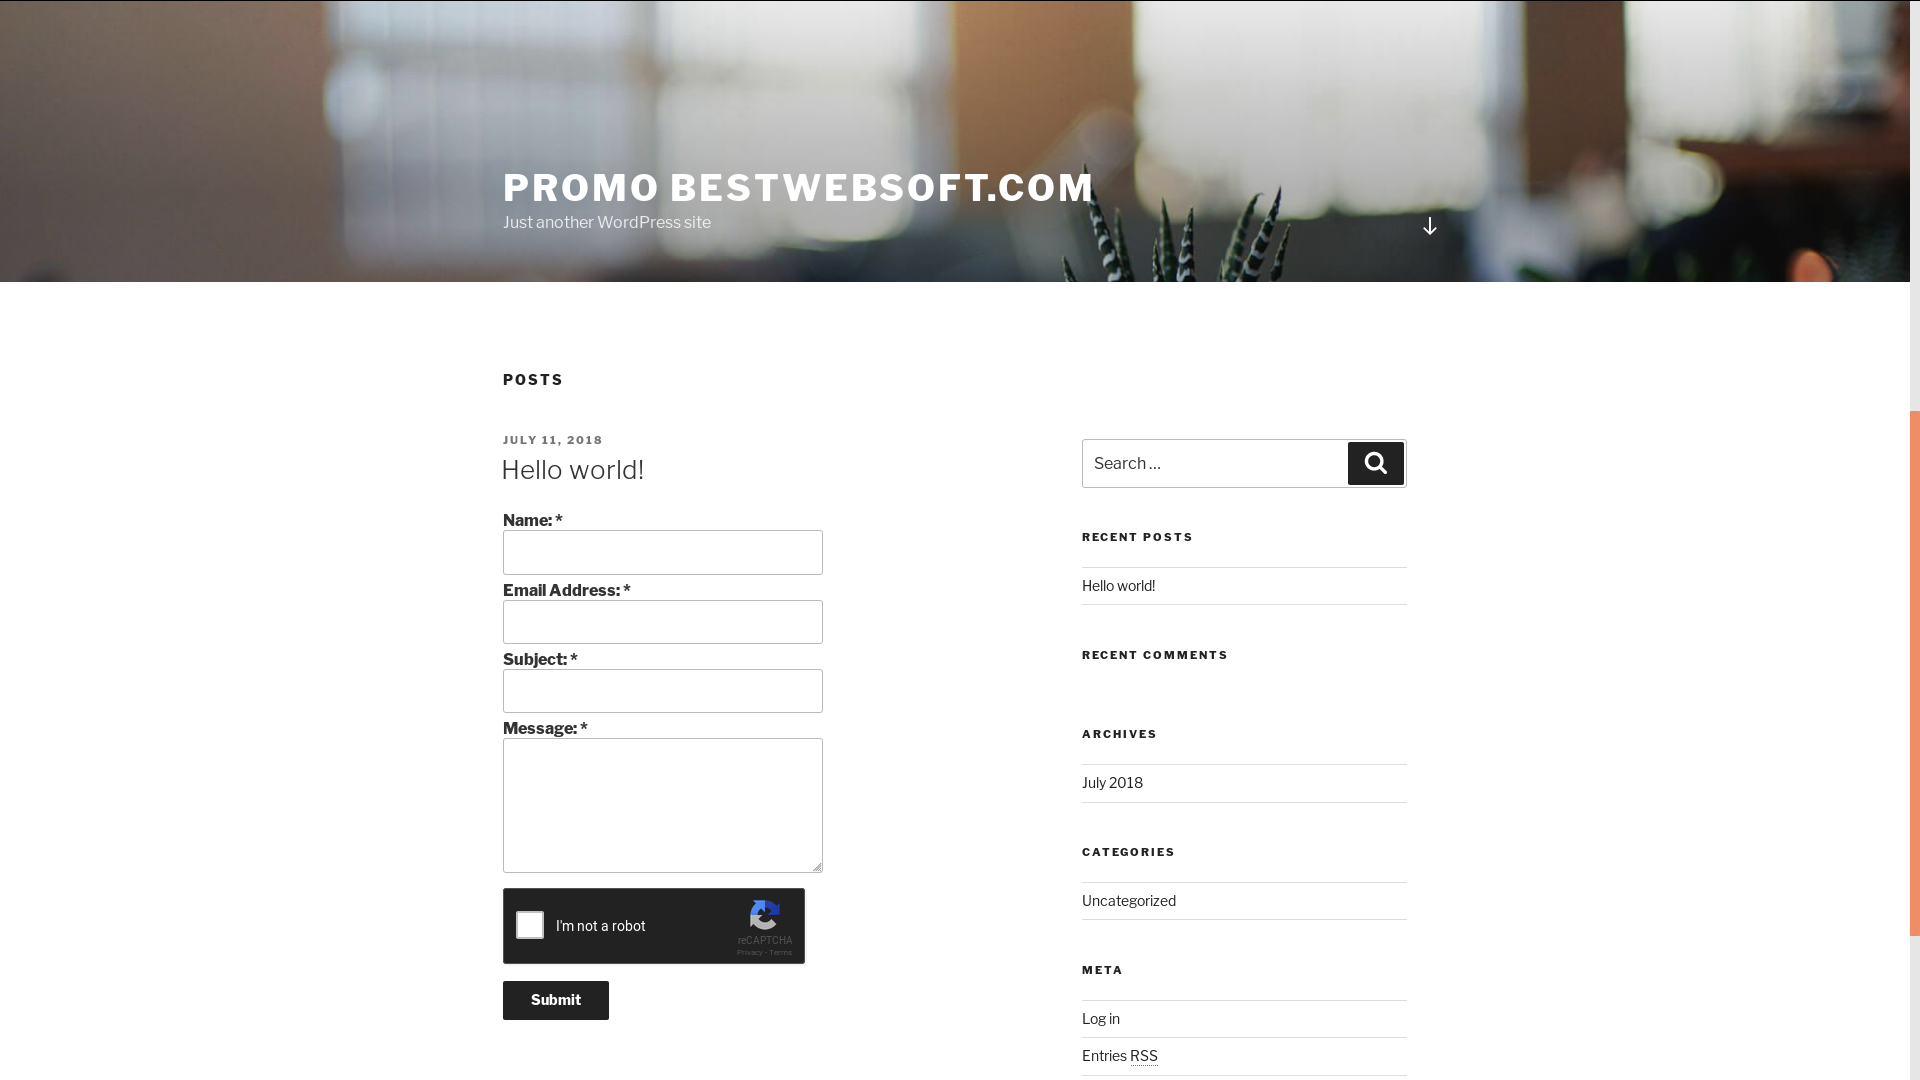 PROMO BESTWEBSOFT.COM
Just another WordPress site
POSTS
JULY 11, 2018
Hello world!
Name: *
Email Address: *
Subject: *
Message: *
I'm not a robot
reCAPTCHA
Privacy - Terms
Submit
Search …
RECENT POSTS
Hello world!
RECENT COMMENTS
ARCHIVES
July 2018
CATEGORIES
Uncategorized
META
Log in
Entries RSS